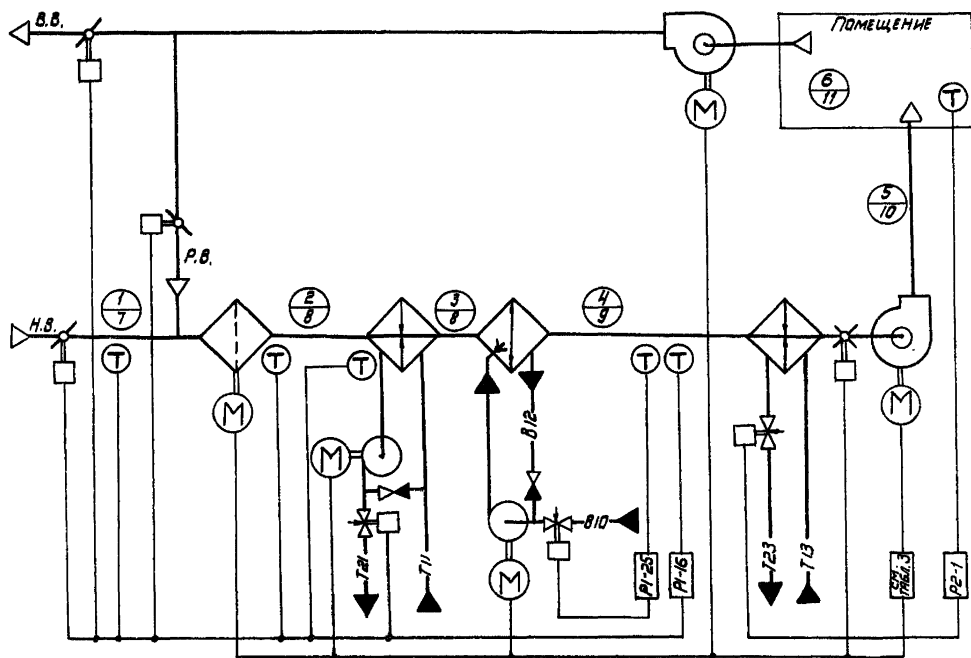 В.В.
Помещение
6
11
Т
М
5
10
Р.В.
1
7
2
8
3
8
4
9
Н.В.
Т
Т
Т
Т
Т
М
М
М
В12
В10
М
Т21
Т11
Р1-25
Р1-16
Т23
Т13
СМ.
ТАБЛ.3
Р2-1